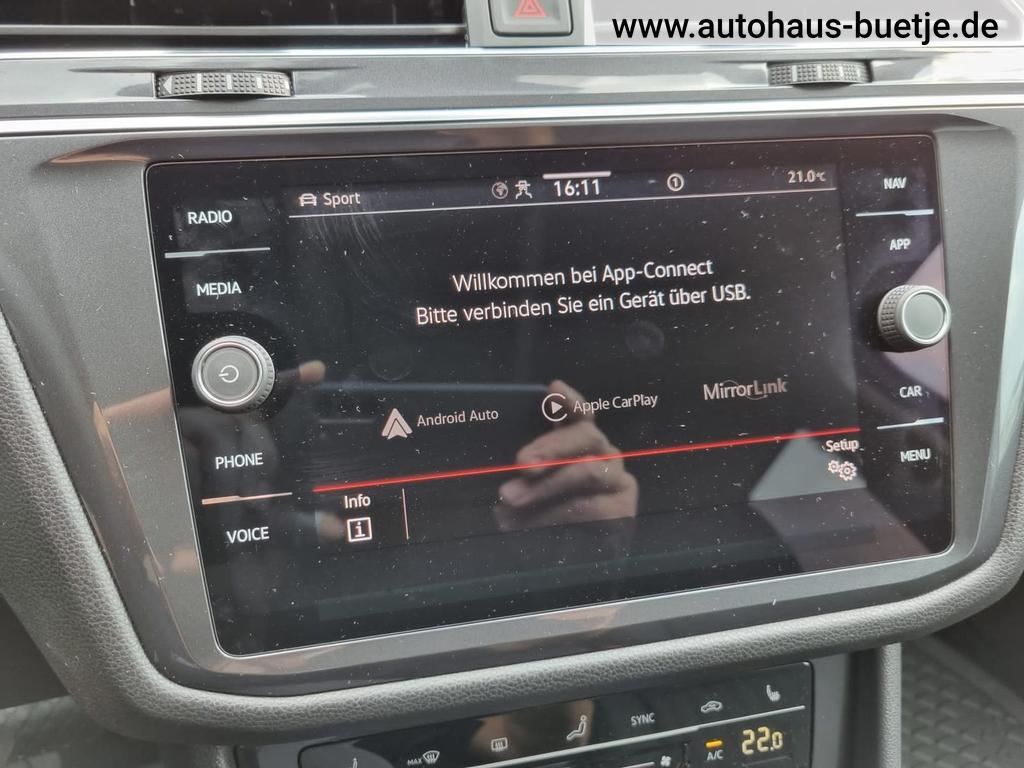 www.autohaus-buetje.de
Sport
16:11
1
21.0°C
RADIO
MEDIA
PHONE
VOICE
Willkommen bei App-Connect
Bitte verbinden Sie ein Gerät über USB.
Android Auto
Apple CarPlay
MirrorLink
Info
i
Setup
NAV
APP
CAR
MENU
SYNC
MAX
A/C
22.0